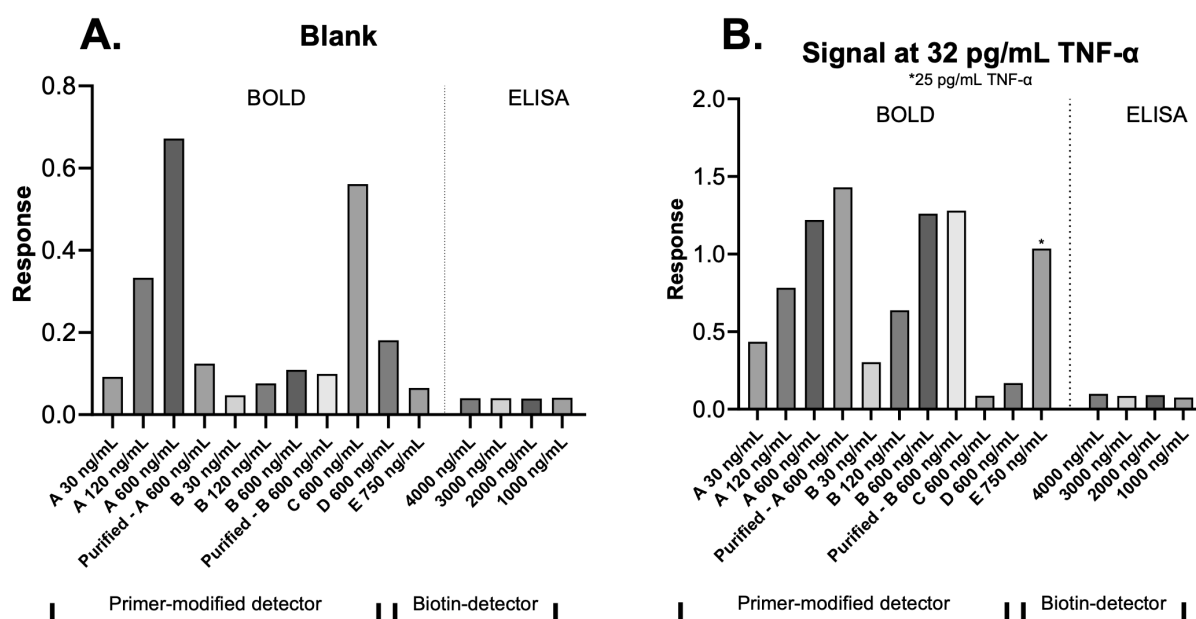 A.
Blank
BOLD
ELISA
Response
0.8
0.6
0.4
0.2
0.0
A 30 ng/mL
A 120 ng/mL
A 600 ng/mL
Purified - A 600 ng/mL
B 30 ng/mL
B 120 ng/mL
B 600 ng/mL
Purified - B 600 ng/mL
C 600 ng/mL
D 600 ng/mL
E 750 ng/mL
4000 ng/mL
3000 ng/mL
2000 ng/mL
1000 ng/mL
Primer-modified detector
Biotin-detector
B.
Signal at 32 pg/mL TNF-α
*25 pg/mL TNF-α
BOLD
ELISA
Response
2.0
1.5
1.0
0.5
0.0
*
A 30 ng/mL
A 120 ng/mL
A 600 ng/mL
Purified - A 600 ng/mL
B 30 ng/mL
B 120 ng/mL
B 600 ng/mL
Purified - B 600 ng/mL
C 600 ng/mL
D 600 ng/mL
E 750 ng/mL
4000 ng/mL
3000 ng/mL
2000 ng/mL
1000 ng/mL
Primer-modified detector
Biotin-detector